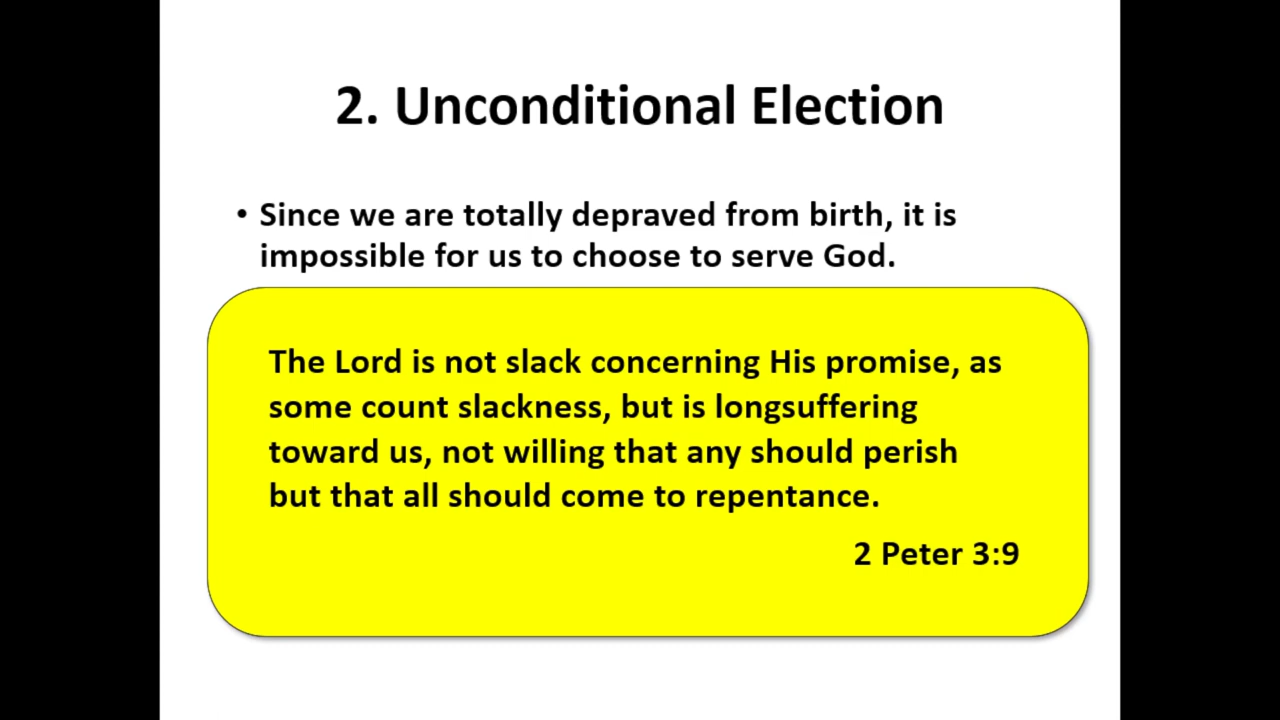 2. Unconditional Election
• Since we are totally depraved from birth, it is
impossible for us to choose to serve God.
The Lord is not slack concerning His promise, as
some count slackness, but is longsuffering
toward us, not willing that any should perish
but that all should come to repentance.
2 Peter 3:9